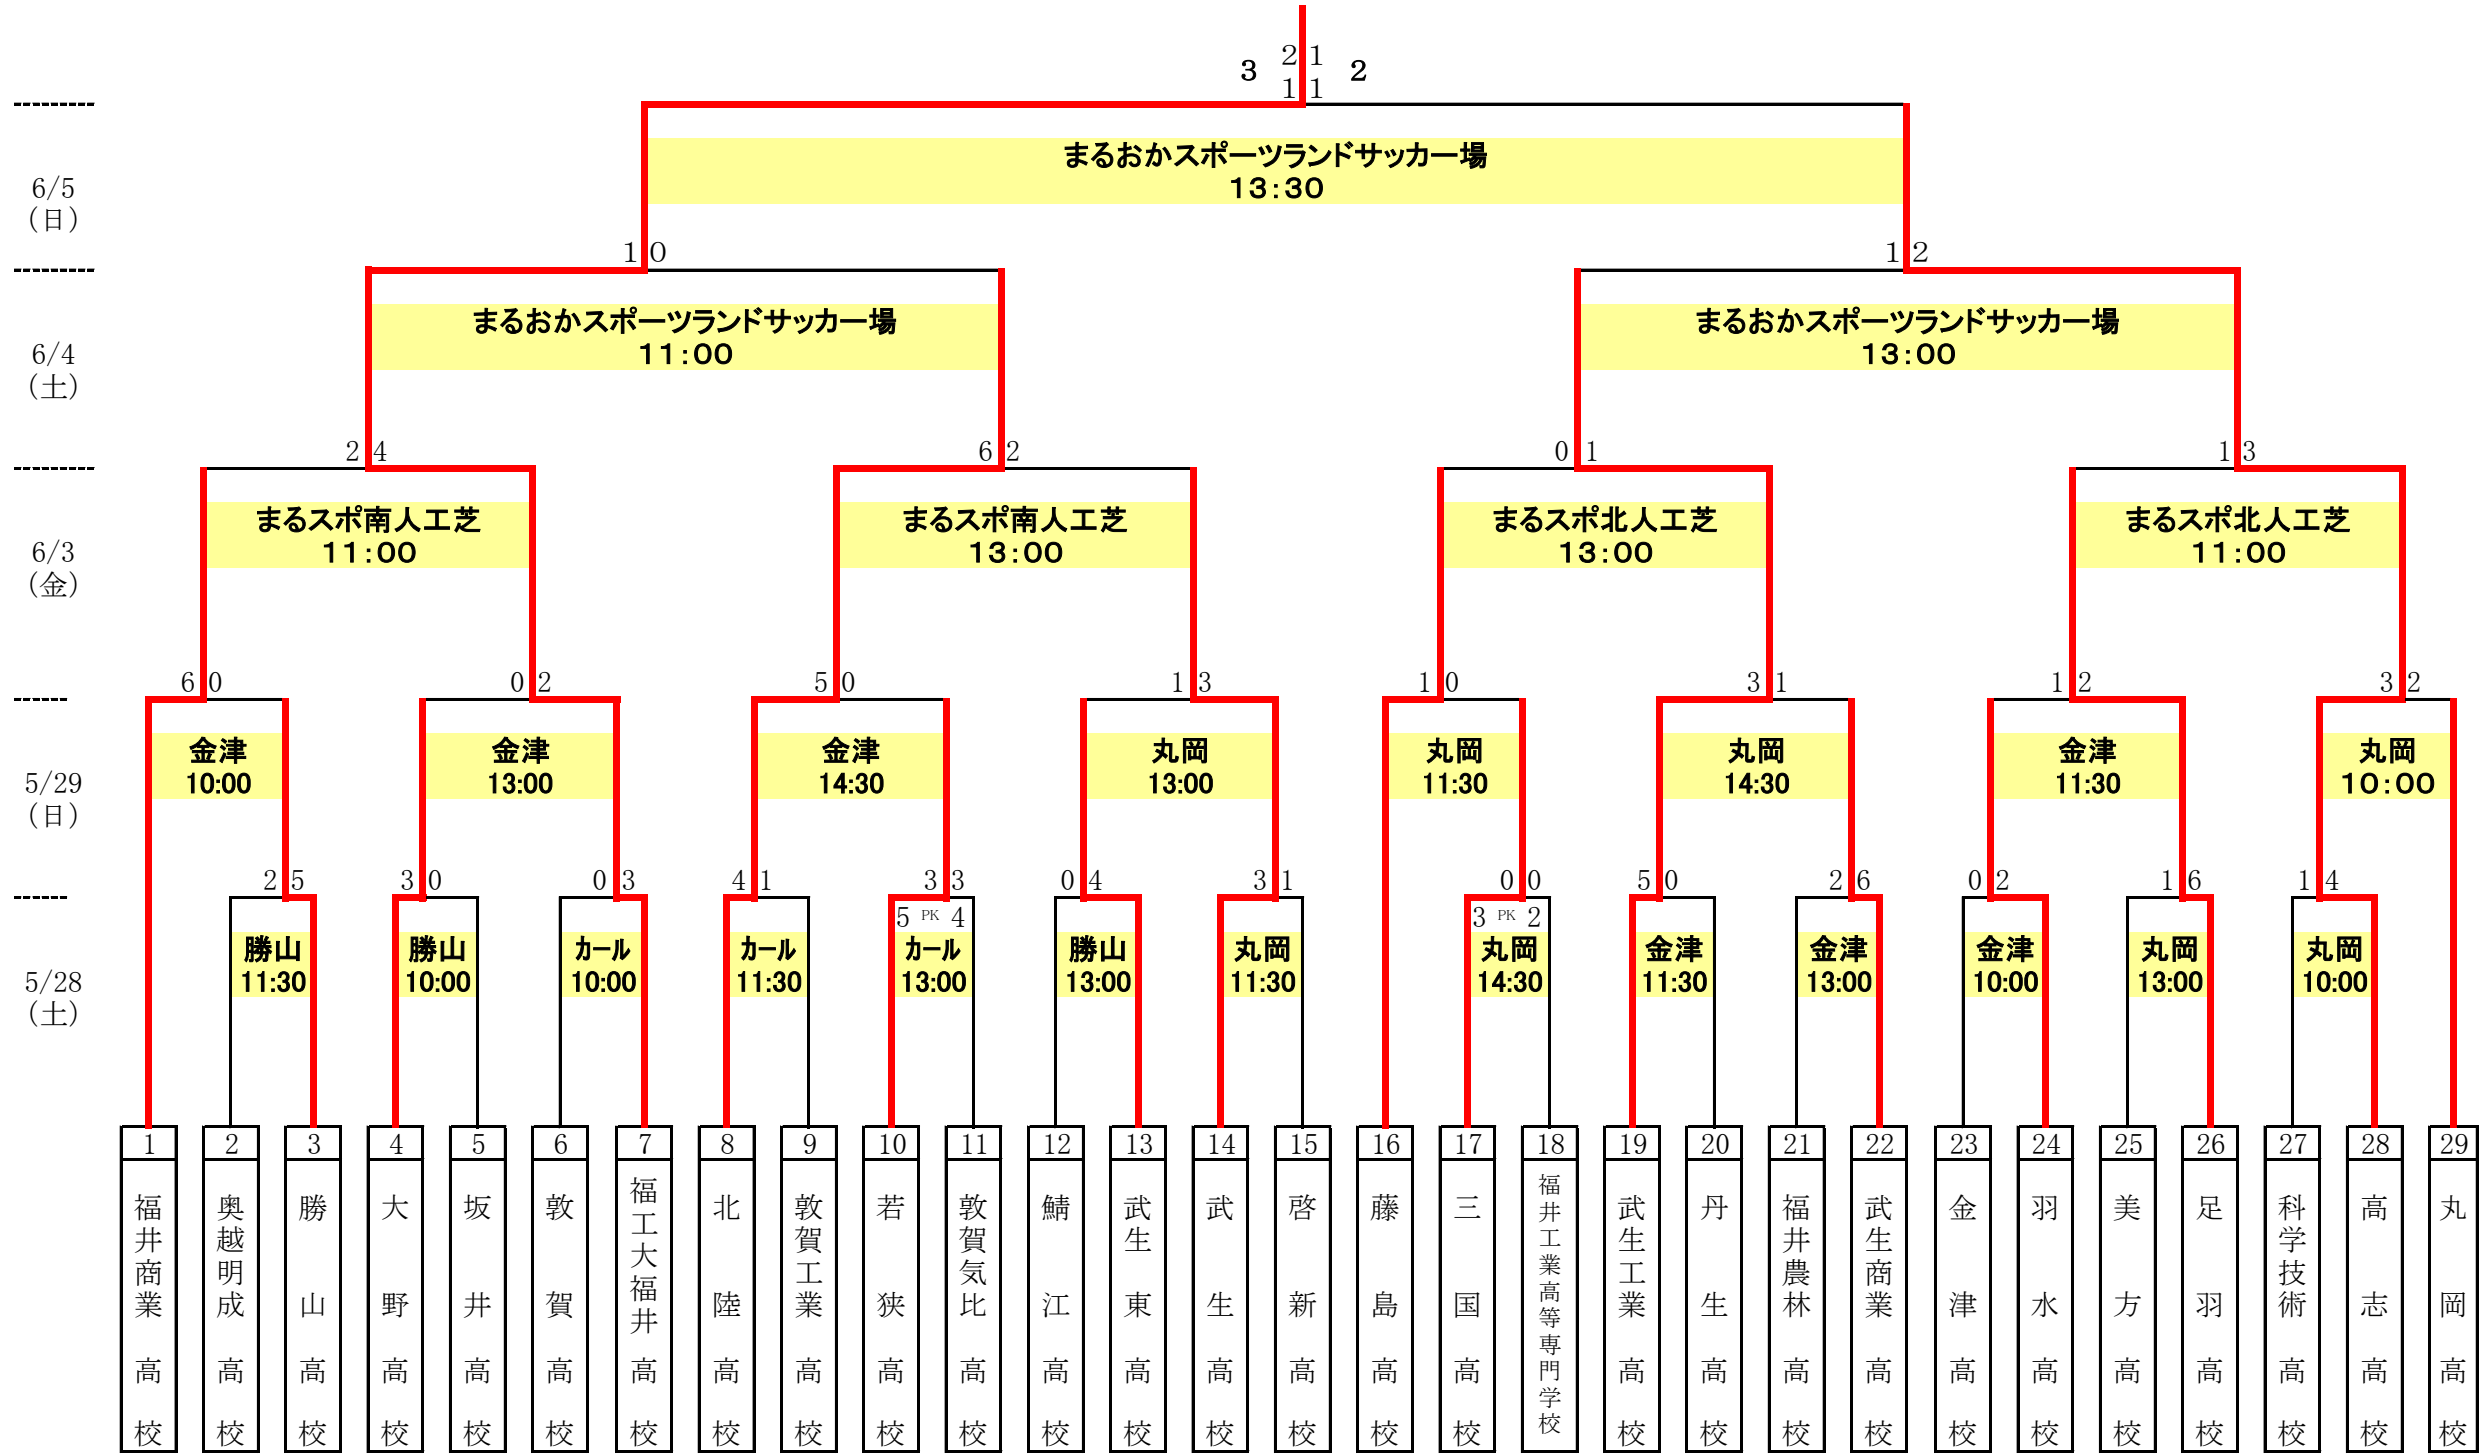 2 1
3 2
1 1
まるおかスポーツランドサッカー場
13:30
6/5
(日)
1 0 1 2
まるおかスポーツランドサッカー場 まるおかスポーツランドサッカー場
11:00 13:00
6/4
(土)
2 4 6 2 0 1 1 3
まるスポ南人工芝 まるスポ南人工芝 まるスポ北人工芝 まるスポ北人工芝
11:00 13:00 13:00 11:00
6/3
(金)
6 0 0 2 5 0 1 3 1 0 3 1 1 2 3 2
金津 金津 金津 丸岡 丸岡 丸岡 金津 丸岡
10:00 13:00 14:30 13:00 11:30 14:30 11:30 10:00
5/29
(日)
2 5 3 0 0 3 4 1 3 3 0 4 3 1 0 0 5 0 2 6 0 2 1 6 1 4
5 PK 4 3 PK 2
勝山 勝山 カール カール カール 勝山 丸岡 丸岡 金津 金津 金津 丸岡 丸岡
11:30 10:00 10:00 11:30 13:00 13:00 11:30 14:30 11:30 13:00 10:00 13:00 10:00
5/28
(土)
1 2 3 4 5 6 7 8 9 10 11 12 13 14 15 16 17 18 19 20 21 22 23 24 25 26 27 28 29
福井商業高校
奥越明成高校
勝山高校
大野高校
坂井高校
敦賀高校
福工大福井高校
北陸高校
敦賀工業高校
若狭高校
敦賀気比高校
鯖江高校
武生東高校
武生高校
啓新高校
藤島高校
三国高校
福井工業高等専門学校
武生工業高校
丹生高校
福井農林高校
武生商業高校
金津高校
羽水高校
美方高校
足羽高校
科学技術高校
高志高校
丸岡高校